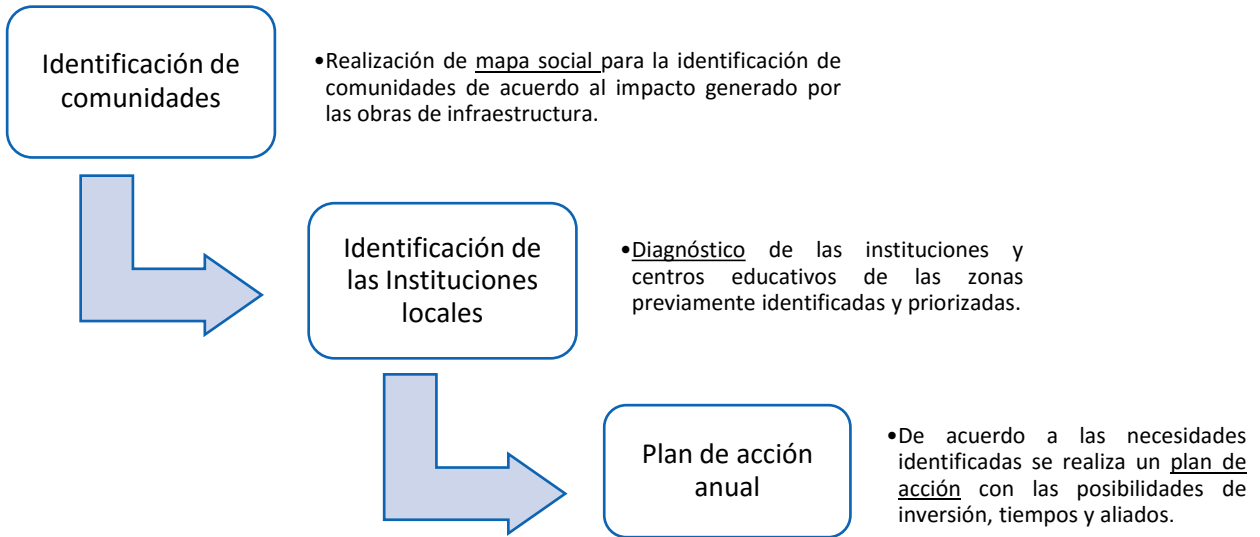 Identificación de
comunidades
•Realización de mapa social para la identificación de
comunidades de acuerdo al impacto generado por
las obras de infraestructura.
Identificación de
las Instituciones
locales
•Diagnóstico de las instituciones y
centros educativos de las zonas
previamente identificadas y priorizadas.
Plan de acción
anual
•De acuerdo a las necesidades
identificadas se realiza un plan de
acción con las posibilidades de
inversión, tiempos y aliados.